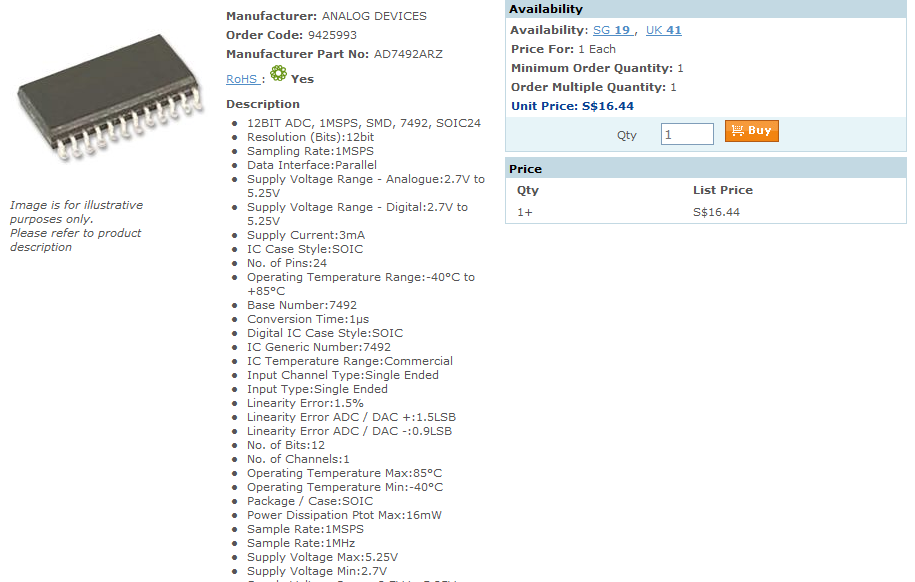 Manufacturer: ANALOG DEVICES
Order Code: 9425993
Manufacturer Part No: AD7492ARZ
RoHS : Yes
Description
12BIT ADC, 1MSPS, SMD, 7492, SOIC24
Resolution (Bits):12bit
Sampling Rate:1MSPS
Data Interface:Parallel
Supply Voltage Range - Analogue:2.7V to
5.25V
Supply Voltage Range - Digital:2.7V to
5.25V
Supply Current:3mA
IC Case Style:SOIC
No. of Pins:24
Operating Temperature Range:-40°C to
+85°C
Base Number:7492
Conversion Time:1µs
Digital IC Case Style:SOIC
IC Generic Number:7492
IC Temperature Range:Commercial
Input Channel Type:Single Ended
Input Type:Single Ended
Linearity Error:1.5%
Linearity Error ADC / DAC +:1.5LSB
Linearity Error ADC / DAC -:0.9LSB
No. of Bits:12
No. of Channels:1
Operating Temperature Max:85°C
Operating Temperature Min:-40°C
Package / Case:SOIC
Power Dissipation Ptot Max:16mW
Sample Rate:1MSPS
Sample Rate:1MHz
Supply Voltage Max:5.25V
Supply Voltage Min:2.7V
Image is for illustrative
purposes only.
Please refer to product
description
Availability
Availability: SG 19 , UK 41
Price For: 1 Each
Minimum Order Quantity: 1
Order Multiple Quantity: 1
Unit Price: S$16.44
Qty 1 Buy
Price
Qty List Price
1+ S$16.44